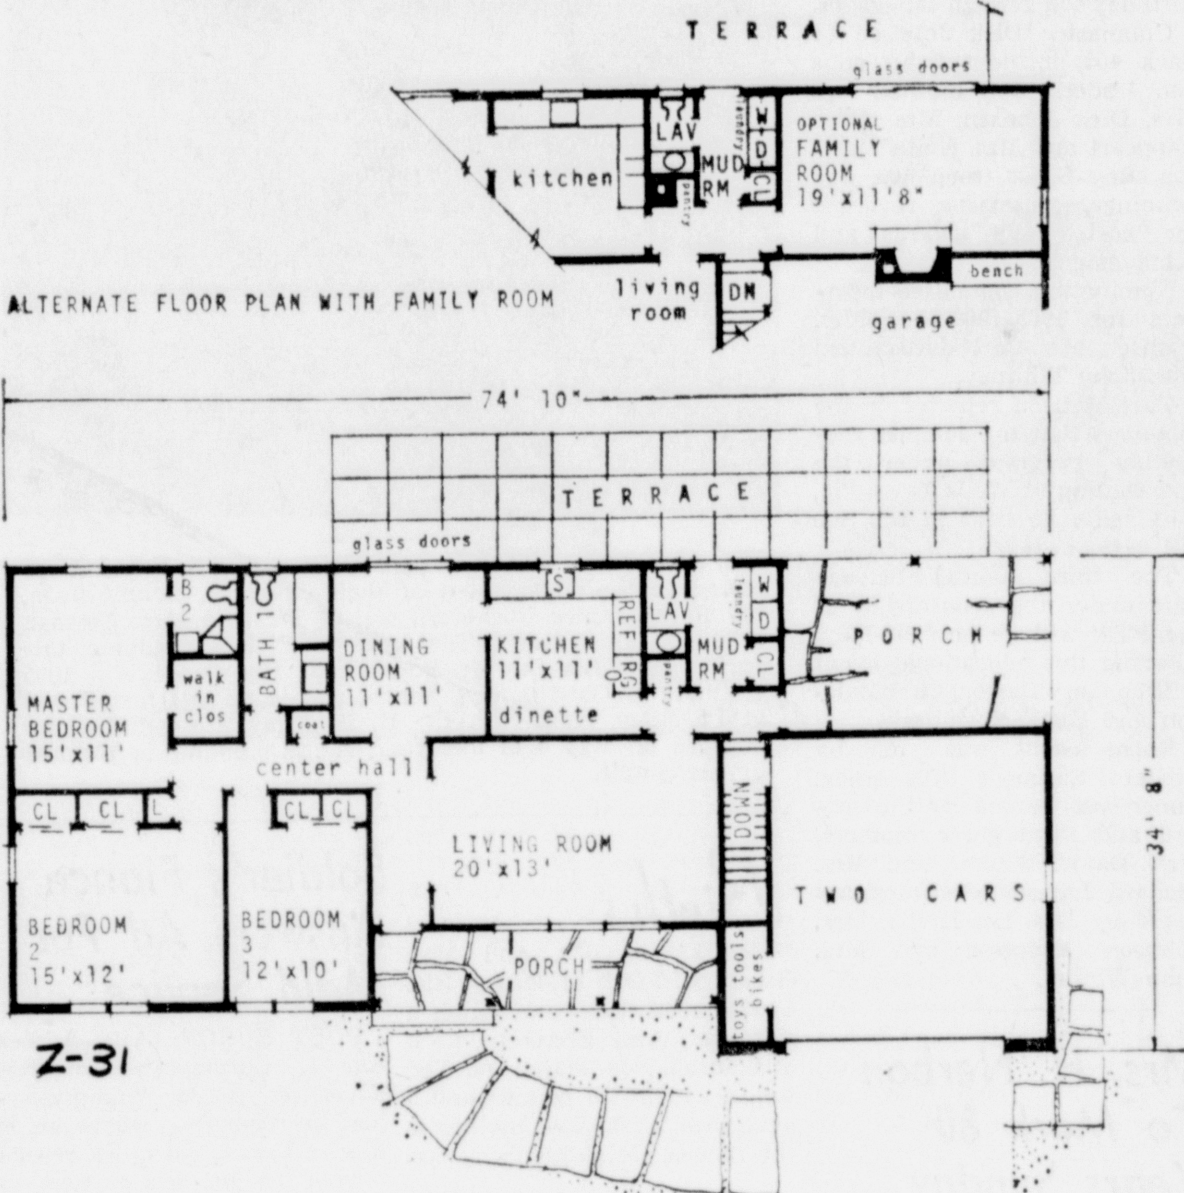 TERRACE
glass doors
LAV
laundry
W
D
OPTIONAL
FAMILY
ROOM
19'x11'8"
kitchen
MUD
RM
CL
pantry
bench
ALTERNATE FLOOR PLAN WITH FAMILY ROOM
living
room
DN
garage
74' 10"
TERRACE
glass doors
B
2
BATH 1
S
REFRG
LAV
laundry
W
D
PORCH
DINING
ROOM
11'x11'
KITCHEN
11'x11'
MUD
RM
CL
walk
in
clos
pantry
MASTER
BEDROOM
15'x11'
coat
dinette
center hall
CL
CL
L
CL
CL
DOWN
34' 8"
LIVING ROOM
20'x13'
TWO CARS
BEDROOM
2
15'x12'
BEDROOM
3
12'x10'
PORCH
toys tools
bikes
Z-31